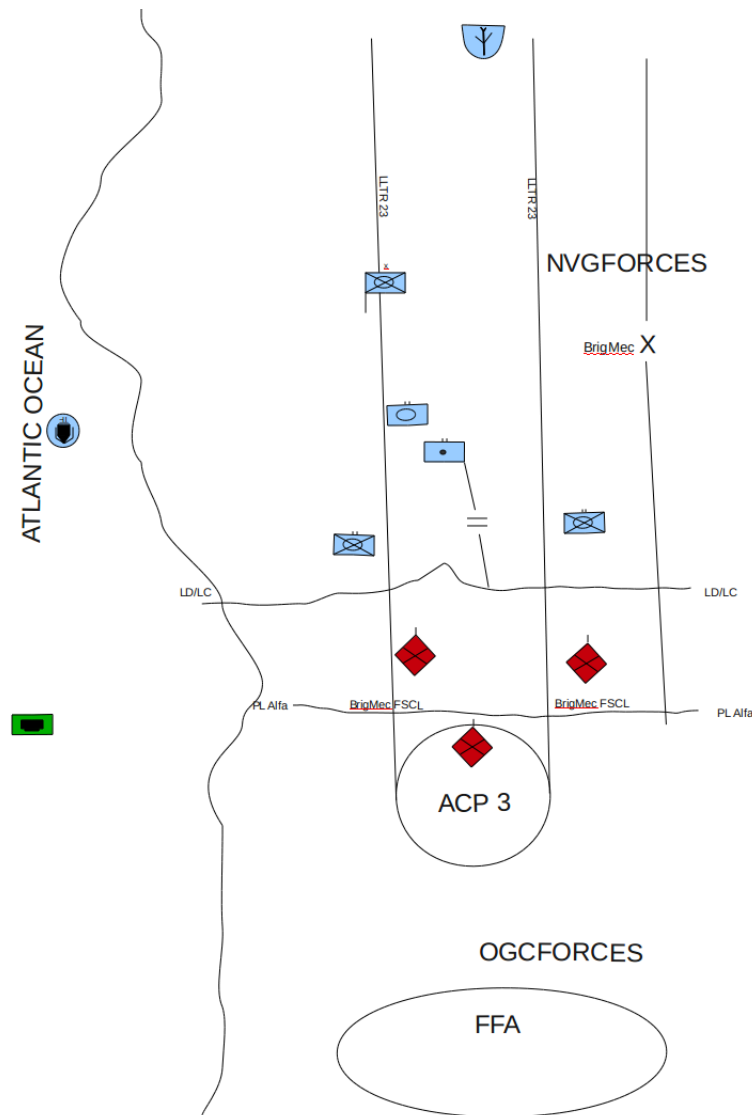 LLTR 23
LLTR 23
NVGFORCES
x
BrigMec X
ATLANTIC OCEAN
LD/LC
LD/LC
PL Alfa
BrigMec FSCL
BrigMec FSCL
PL Alfa
ACP 3
OGCFORCES
FFA